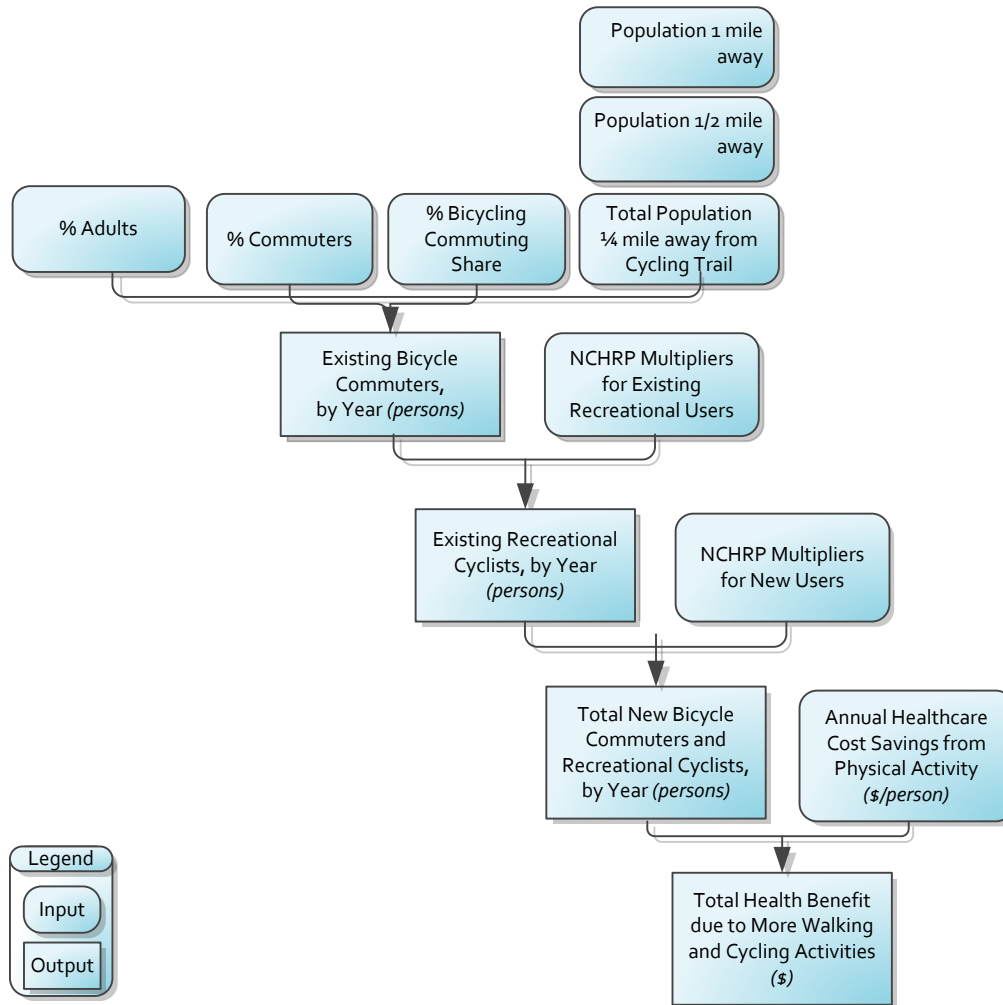 Population 1 mile
away
Population 1/2 mile
away
% Adults
% Commuters
% Bicycling
Commuting
Share
Total Population
¼ mile away from
Cycling Trail
Existing Bicycle
Commuters,
by Year (persons)
NCHRP Multipliers
for Existing
Recreational Users
Existing Recreational
Cyclists, by Year
(persons)
NCHRP Multipliers
for New Users
Total New Bicycle
Commuters and
Recreational Cyclists,
by Year (persons)
Annual Healthcare
Cost Savings from
Physical Activity
($/person)
Legend
Input
Output
Total Health Benefit
due to More Walking
and Cycling Activities
($)